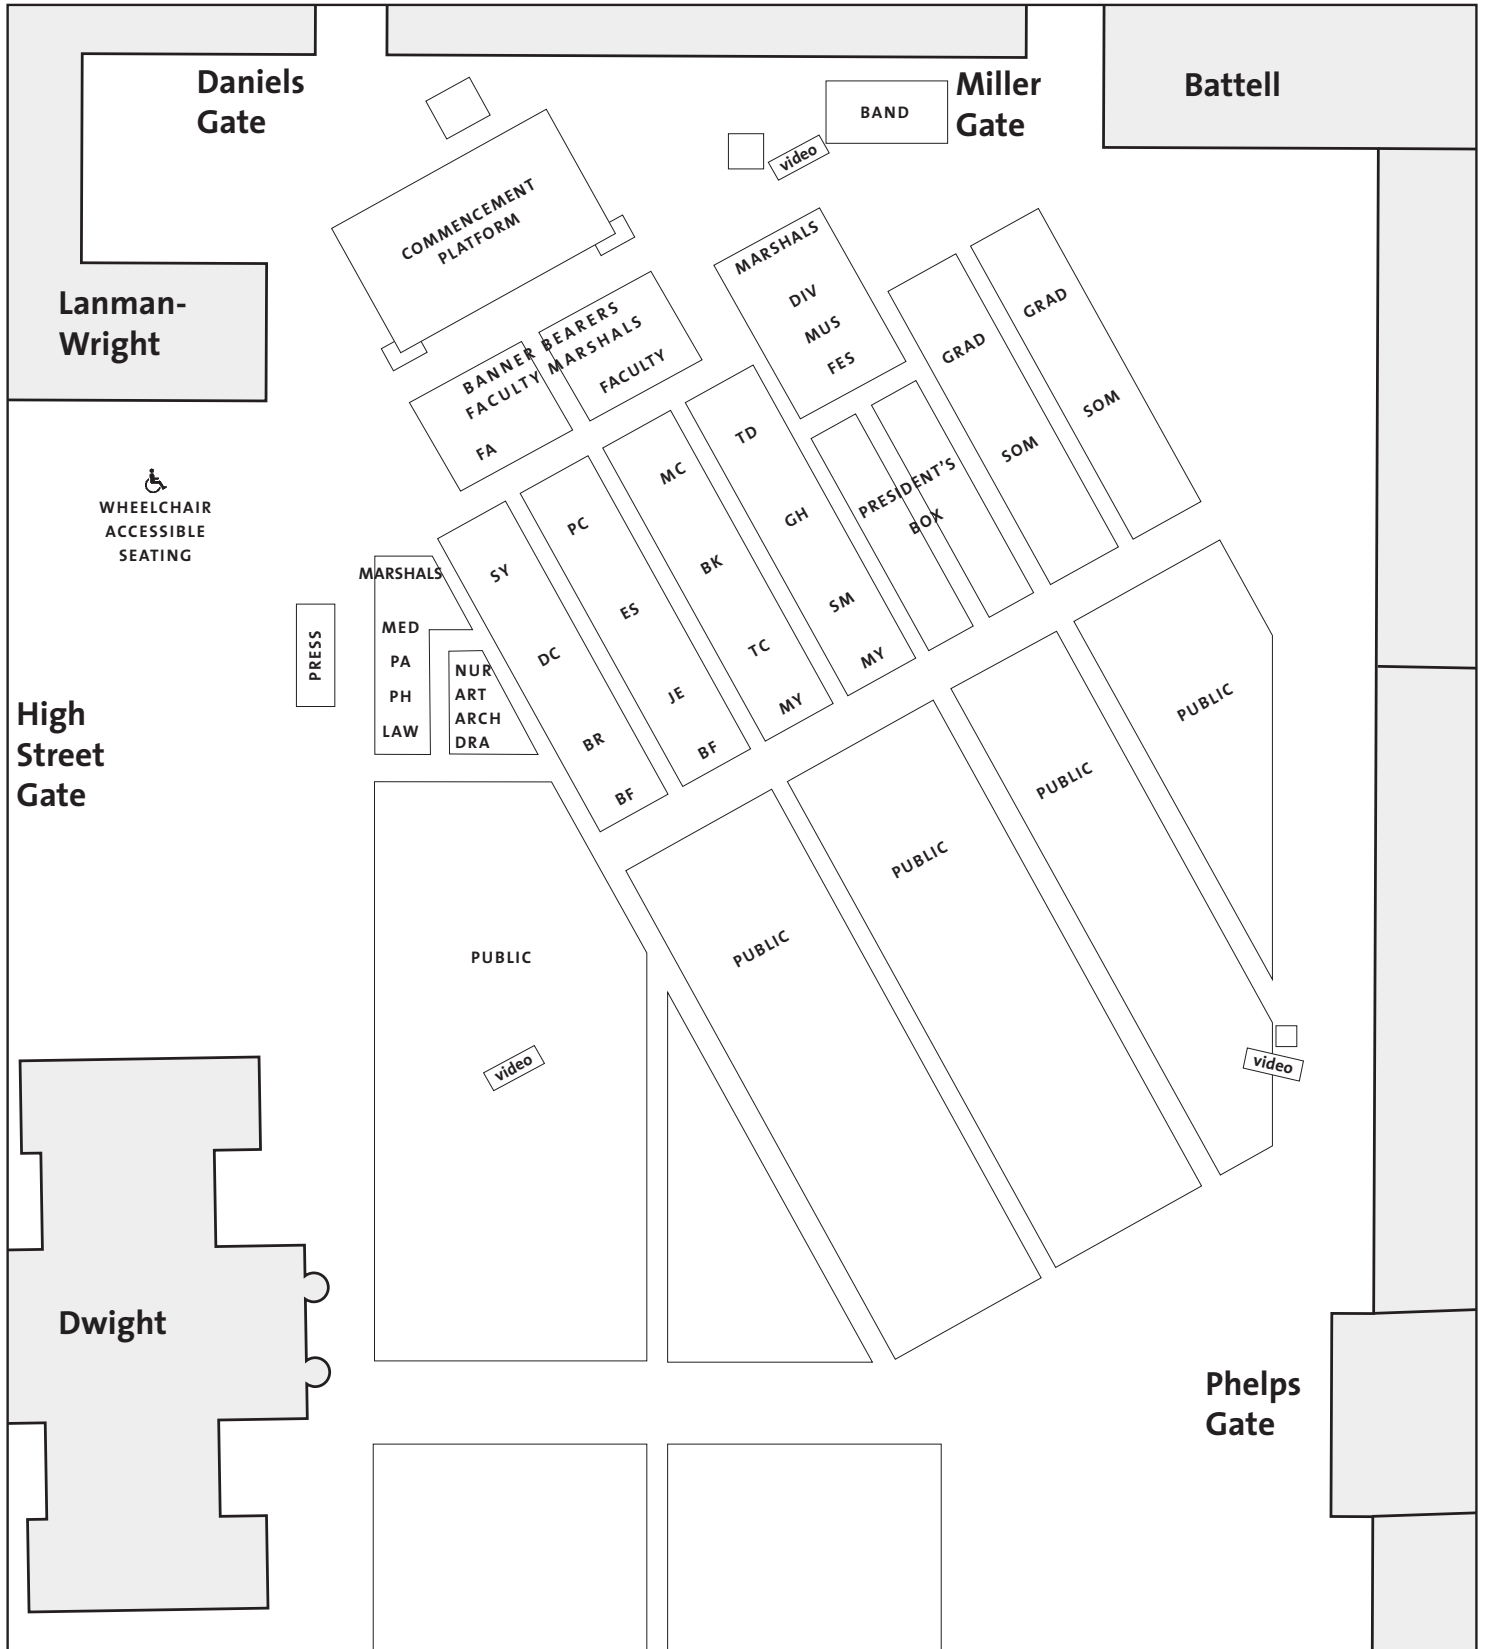 Daniels
Gate
Miller
Gate
Battell
BAND
video
COMMENCEMENT
PLATFORM
Lanman-
Wright
BANNER BEARERS
FACULTY MARSHALS
FACULTY
FA
MARSHALS
DIV
MUS
FES
GRAD
SOM
GRAD
SOM
PRESIDENT'S
BOX
TD
GH
SM
MY
MC
BK
TC
MY
PC
ES
JE
BF
SY
DC
BR
BF
WHEELCHAIR
ACCESSIBLE
SEATING
PRESS
MARSHALS
MED
PA
PH
LAW
NUR
ART
ARCH
DRA
High
Street
Gate
PUBLIC
PUBLIC
PUBLIC
PUBLIC
PUBLIC
video
video
Dwight
Phelps
Gate